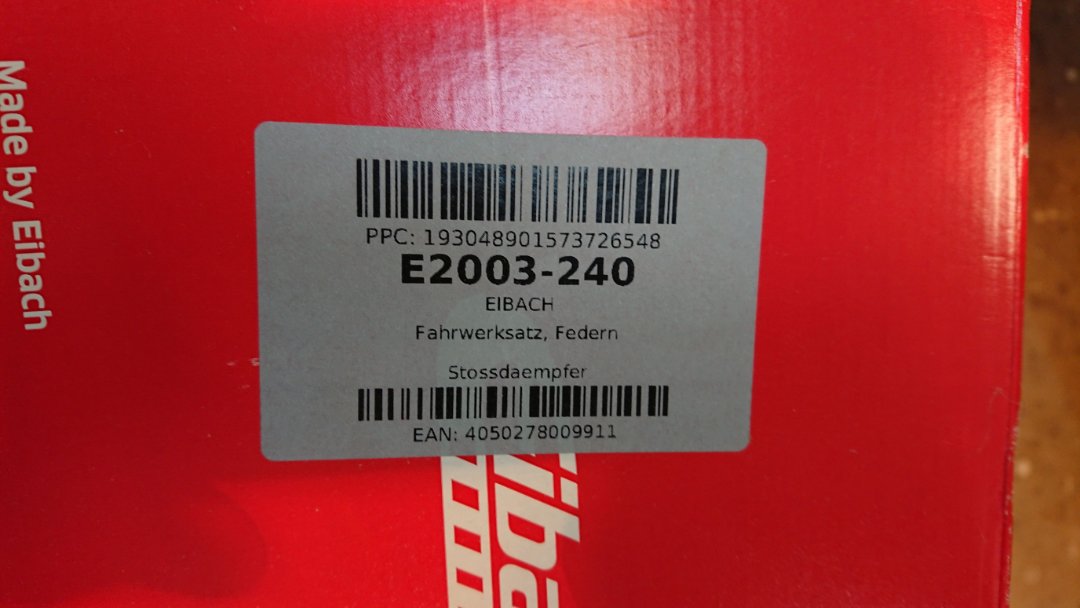 Made by Eibach
PPC: 193048901573726548
E2003-240
EIBACH
Fahrwerksatz, Federn
Stossdaempfer
EAN: 4050278009911